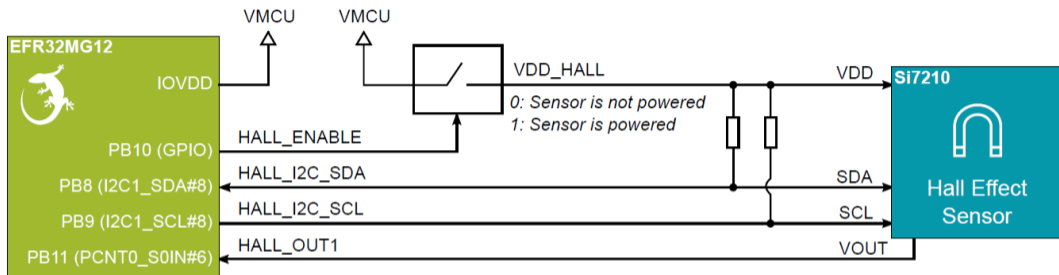 VMCU
VMCU
EFR32MG12
IOVDD
VDD_HALL
VDD
Si7210
0: Sensor is not powered
1: Sensor is powered
PB10 (GPIO)
HALL_ENABLE
PB8 (I2C1_SDA#8)
HALL_I2C_SDA
SDA
Hall Effect
Sensor
PB9 (I2C1_SCL#8)
HALL_I2C_SCL
SCL
PB11 (PCNT0_S0IN#6)
HALL_OUT1
VOUT